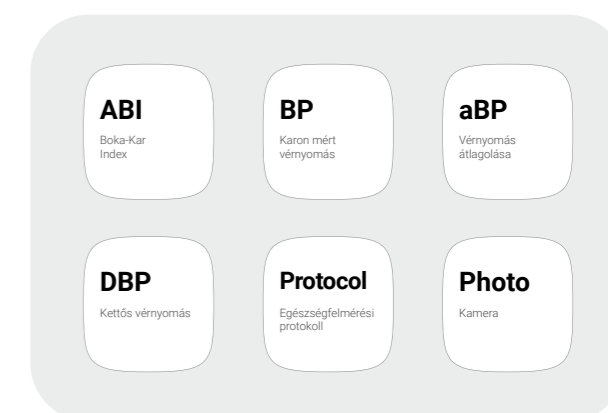 ABI
Boka-Kar
Index
BP
Karon mért
vérnyomás
aBP
Vérnyomás
átlagolása
DBP
Kettős vérnyomás
Protocol
Egészségfelmérési
protokoll
Photo
Kamera